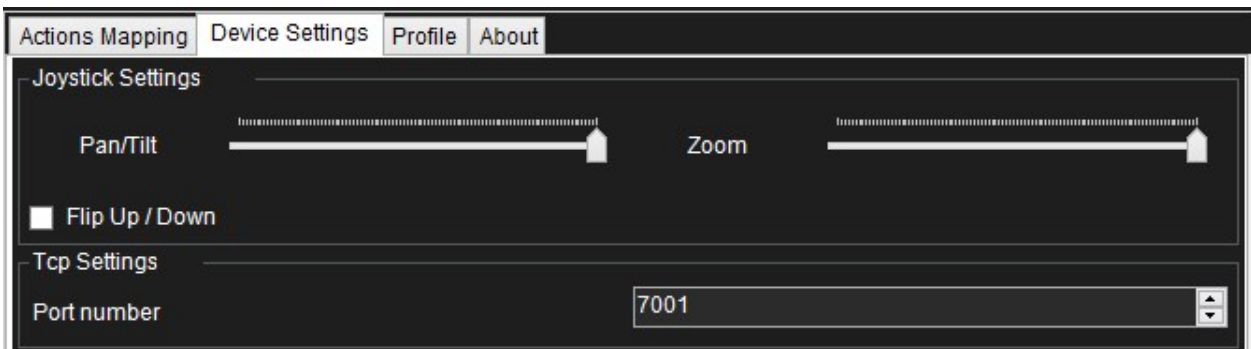 Actions Mapping Device Settings Profile About
Joystick Settings
Pan/Tilt Zoom
Flip Up / Down
Tcp Settings
Port number 7001